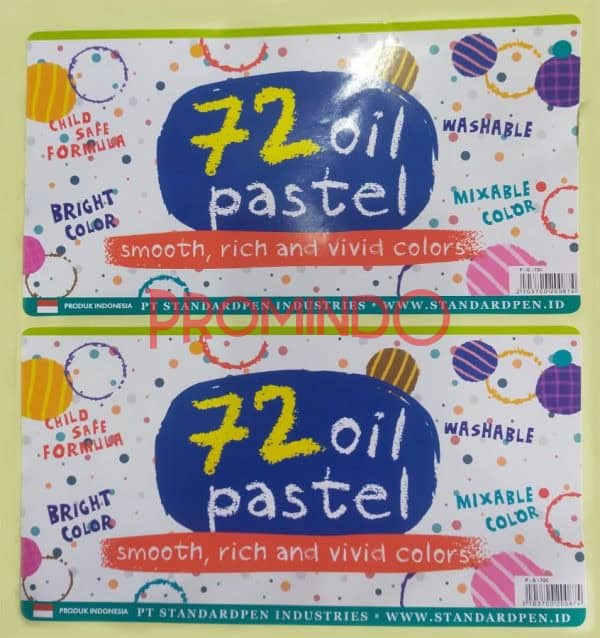 CHILD
SAFE
FORMULA
72 oil
pastel
WASHABLE
BRIGHT
COLOR
MIXABLE
COLOR
smooth, rich and vivid colors
PRODUK INDONESIA PT STANDARDPEN INDUSTRIES • WWW.STANDARDPEN.ID
PROMINDO
CHILD
SAFE
FORMULA
72 oil
pastel
WASHABLE
BRIGHT
COLOR
MIXABLE
COLOR
smooth, rich and vivid colors
PRODUK INDONESIA PT STANDARDPEN INDUSTRIES • WWW.STANDARDPEN.ID